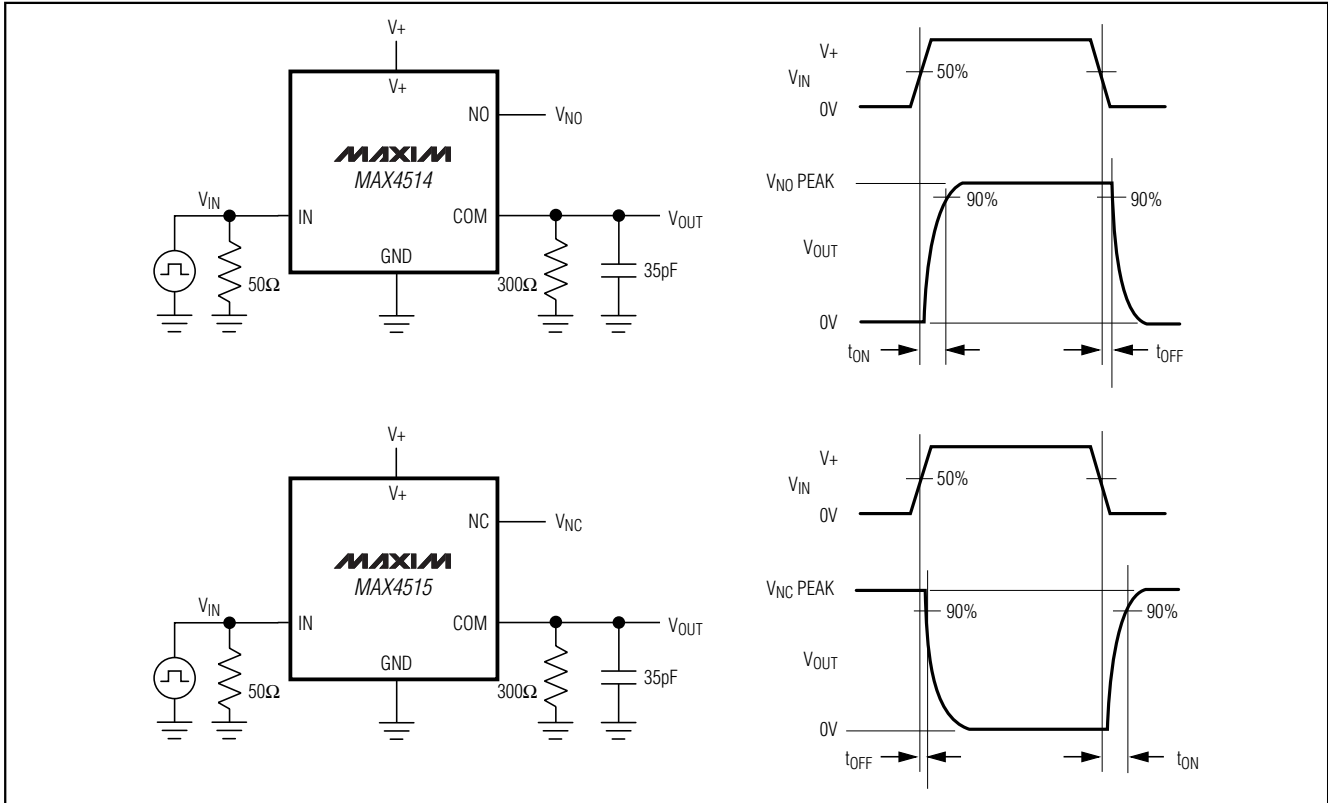 V+
V+
NO
VNO
MAXIM
MAX4514
VIN
IN
COM
VOUT
GND
50Ω
300Ω
35pF
V+
VIN
50%
0V
VNO PEAK
90%
90%
VOUT
0V
tON
tOFF
V+
V+
NC
VNC
MAXIM
MAX4515
VIN
IN
COM
VOUT
GND
50Ω
300Ω
35pF
V+
VIN
50%
0V
VNC PEAK
90%
90%
VOUT
0V
tOFF
tON